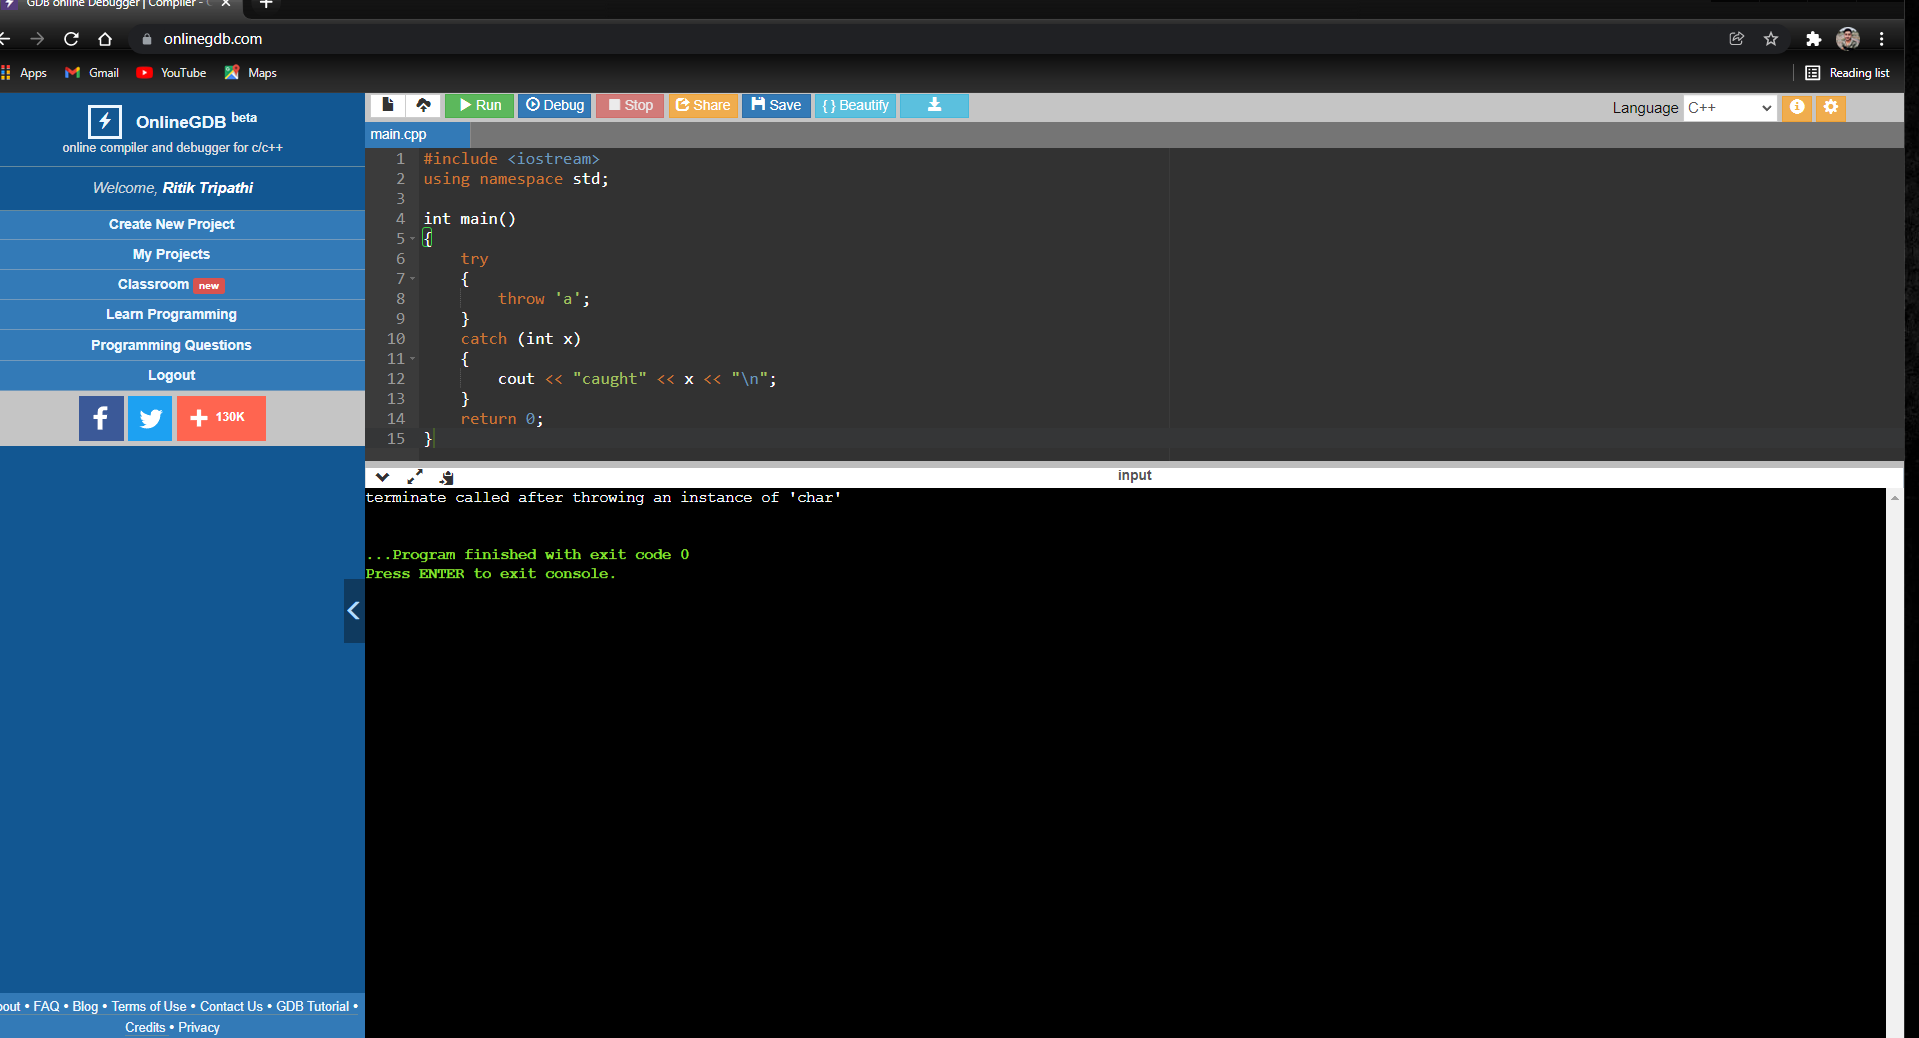 GDB online Debugger | Compiler -
onlinegdb.com
Apps Gmail YouTube Maps Reading list
OnlineGDB beta
online compiler and debugger for c/c++
Welcome, Ritik Tripathi
Create New Project
My Projects
Classroom new
Learn Programming
Programming Questions
Logout
130K
Run Debug Stop Share Save { } Beautify Language C++
main.cpp
1 #include <iostream>
2 using namespace std;
3
4 int main()
5 {
6 try
7 {
8 throw 'a';
9 }
10 catch (int x)
11 {
12 cout << "caught" << x << "\n";
13 }
14 return 0;
15 }
input
terminate called after throwing an instance of 'char'
...Program finished with exit code 0
Press ENTER to exit console.
out • FAQ • Blog • Terms of Use • Contact Us • GDB Tutorial •
Credits • Privacy